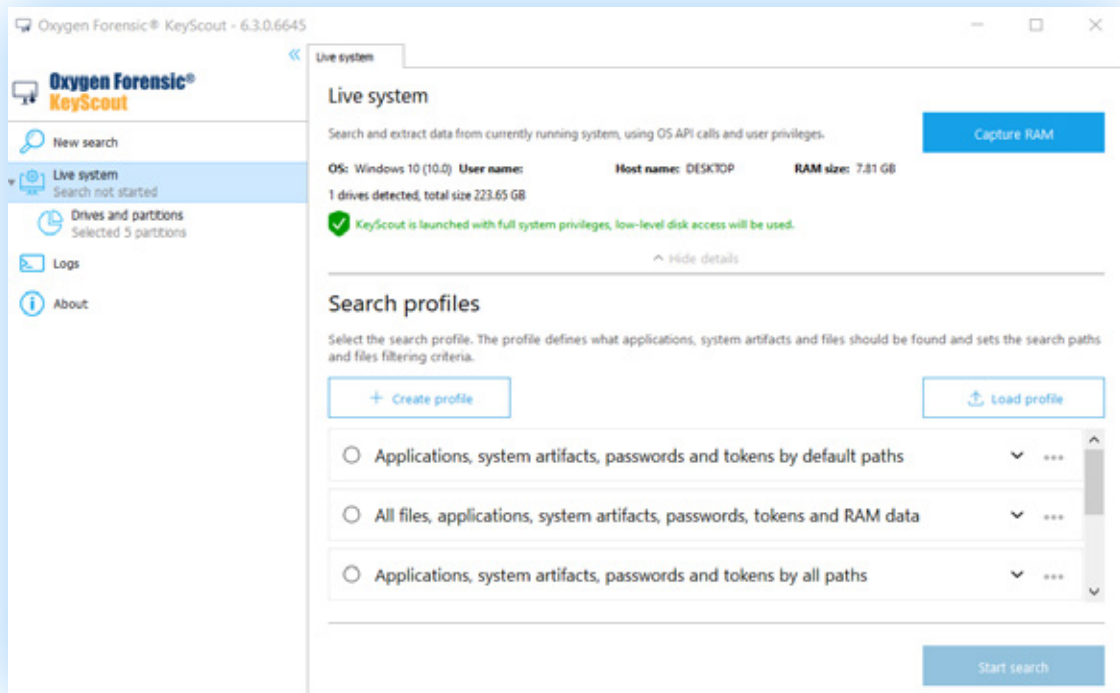 Oxygen Forensic® KeyScout - 6.3.0.6645
Oxygen Forensic®
KeyScout
New search
Live system
Search not started
Drives and partitions
Selected 5 partitions
Logs
About
Live system
Live system
Search and extract data from currently running system, using OS API calls and user privileges.
Capture RAM
OS: Windows 10 (10.0) User name: Host name: DESKTOP RAM size: 7.81 GB
1 drives detected, total size 223.65 GB
KeyScout is launched with full system privileges, low-level disk access will be used.
Hide details
Search profiles
Select the search profile. The profile defines what applications, system artifacts and files should be found and sets the search paths
and files filtering criteria.
+ Create profile
Load profile
Applications, system artifacts, passwords and tokens by default paths
All files, applications, system artifacts, passwords, tokens and RAM data
Applications, system artifacts, passwords and tokens by all paths
Start search